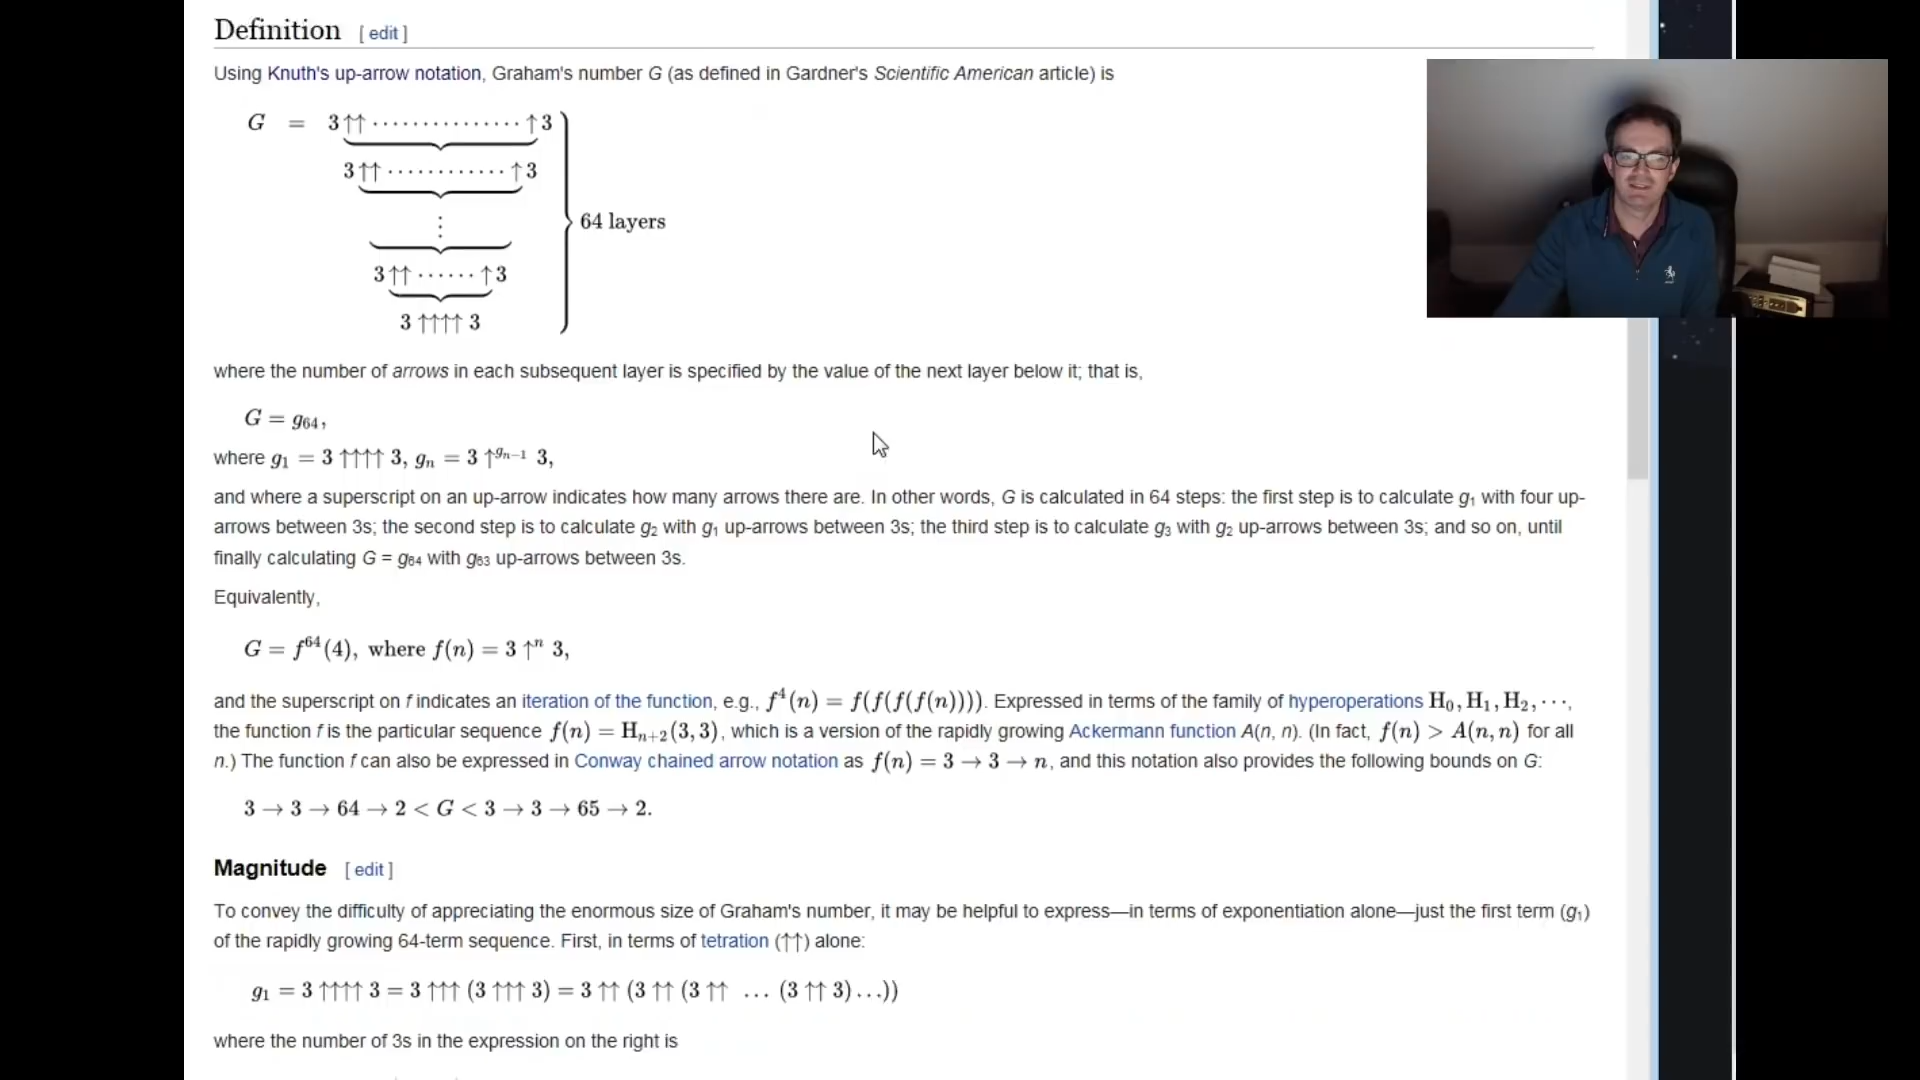 Definition [ edit ]
Using Knuth's up-arrow notation, Graham's number G (as defined in Gardner's Scientific American article) is
G = 3 ↑↑ ⋯⋯⋯⋯⋯ ↑ 3
3 ↑↑ ⋯⋯⋯⋯ ↑ 3
⋮
64 layers
3 ↑↑ ⋯⋯ ↑ 3
3 ↑↑↑↑ 3
where the number of arrows in each subsequent layer is specified by the value of the next layer below it; that is,
G = g₆₄,
where g₁ = 3 ↑↑↑↑ 3, gₙ = 3 ↑^{gₙ₋₁} 3,
and where a superscript on an up-arrow indicates how many arrows there are. In other words, G is calculated in 64 steps: the first step is to calculate g₁ with four up-
arrows between 3s; the second step is to calculate g₂ with g₁ up-arrows between 3s; the third step is to calculate g₃ with g₂ up-arrows between 3s; and so on, until
finally calculating G = g₆₄ with g₆₃ up-arrows between 3s.
Equivalently,
G = f⁶⁴(4), where f(n) = 3 ↑ⁿ 3,
and the superscript on f indicates an iteration of the function, e.g., f⁴(n) = f(f(f(f(n)))). Expressed in terms of the family of hyperoperations H₀, H₁, H₂, ⋯,
the function f is the particular sequence f(n) = Hₙ₊₂(3, 3), which is a version of the rapidly growing Ackermann function A(n, n). (In fact, f(n) > A(n, n) for all
n.) The function f can also be expressed in Conway chained arrow notation as f(n) = 3 → 3 → n, and this notation also provides the following bounds on G:
3 → 3 → 64 → 2 < G < 3 → 3 → 65 → 2.
Magnitude [ edit ]
To convey the difficulty of appreciating the enormous size of Graham's number, it may be helpful to express—in terms of exponentiation alone—just the first term (g₁)
of the rapidly growing 64-term sequence. First, in terms of tetration (↑↑) alone:
g₁ = 3 ↑↑↑↑ 3 = 3 ↑↑↑ (3 ↑↑↑ 3) = 3 ↑↑ (3 ↑↑ (3 ↑↑ … (3 ↑↑ 3) …))
where the number of 3s in the expression on the right is